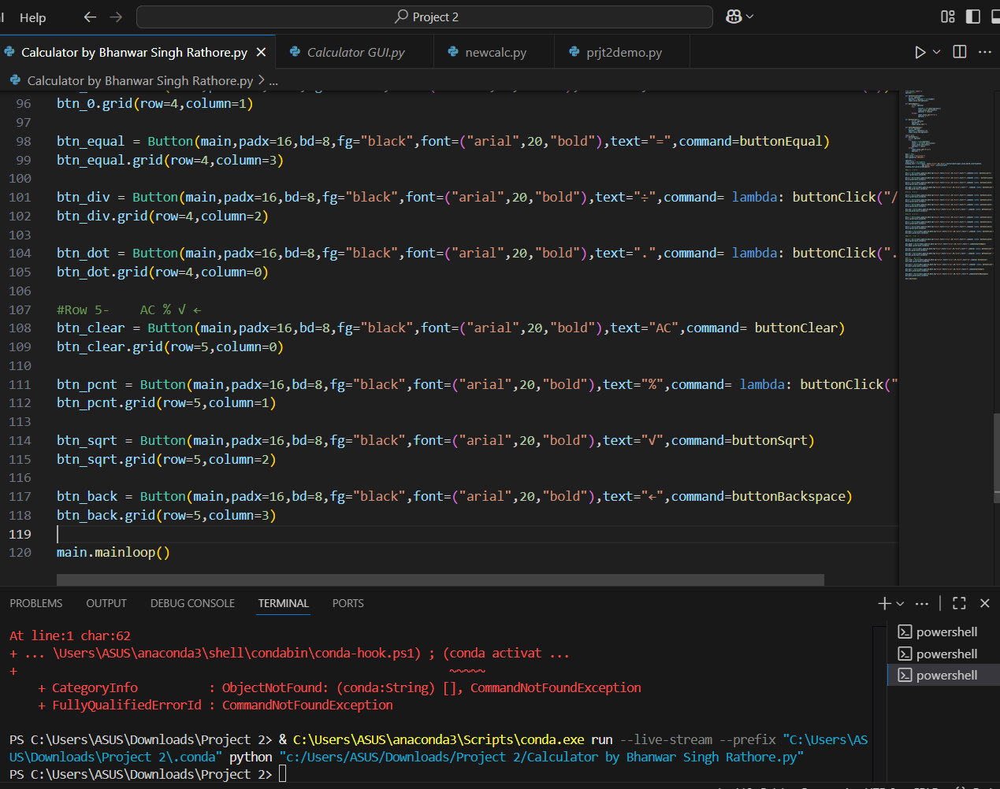 Help
Project 2
Calculator by Bhanwar Singh Rathore.py
Calculator GUI.py
newcalc.py
prjt2demo.py
Calculator by Bhanwar Singh Rathore.py > ...
96 btn_0.grid(row=4,column=1)
97
98 btn_equal = Button(main,padx=16,bd=8,fg="black",font=("arial",20,"bold"),text="=",command=buttonEqual)
99 btn_equal.grid(row=4,column=3)
100
101 btn_div = Button(main,padx=16,bd=8,fg="black",font=("arial",20,"bold"),text="÷",command= lambda: buttonClick("/
102 btn_div.grid(row=4,column=2)
103
104 btn_dot = Button(main,padx=16,bd=8,fg="black",font=("arial",20,"bold"),text=".",command= lambda: buttonClick(".
105 btn_dot.grid(row=4,column=0)
106
107 #Row 5-    AC % √ ←
108 btn_clear = Button(main,padx=16,bd=8,fg="black",font=("arial",20,"bold"),text="AC",command= buttonClear)
109 btn_clear.grid(row=5,column=0)
110
111 btn_pcnt = Button(main,padx=16,bd=8,fg="black",font=("arial",20,"bold"),text="%",command= lambda: buttonClick("
112 btn_pcnt.grid(row=5,column=1)
113
114 btn_sqrt = Button(main,padx=16,bd=8,fg="black",font=("arial",20,"bold"),text="√",command=buttonSqrt)
115 btn_sqrt.grid(row=5,column=2)
116
117 btn_back = Button(main,padx=16,bd=8,fg="black",font=("arial",20,"bold"),text="←",command=buttonBackspace)
118 btn_back.grid(row=5,column=3)
119
120 main.mainloop()
PROBLEMS OUTPUT DEBUG CONSOLE TERMINAL PORTS
At line:1 char:62
+ ... \Users\ASUS\anaconda3\shell\condabin\conda-hook.ps1) ; (conda activat ...
+ ~~~~~
+ CategoryInfo          : ObjectNotFound: (conda:String) [], CommandNotFoundException
+ FullyQualifiedErrorId : CommandNotFoundException
PS C:\Users\ASUS\Downloads\Project 2> & C:\Users\ASUS\anaconda3\Scripts\conda.exe run --live-stream --prefix "C:\Users\AS
US\Downloads\Project 2\.conda" python "c:/Users/ASUS/Downloads/Project 2/Calculator by Bhanwar Singh Rathore.py"
PS C:\Users\ASUS\Downloads\Project 2>
powershell
powershell
powershell